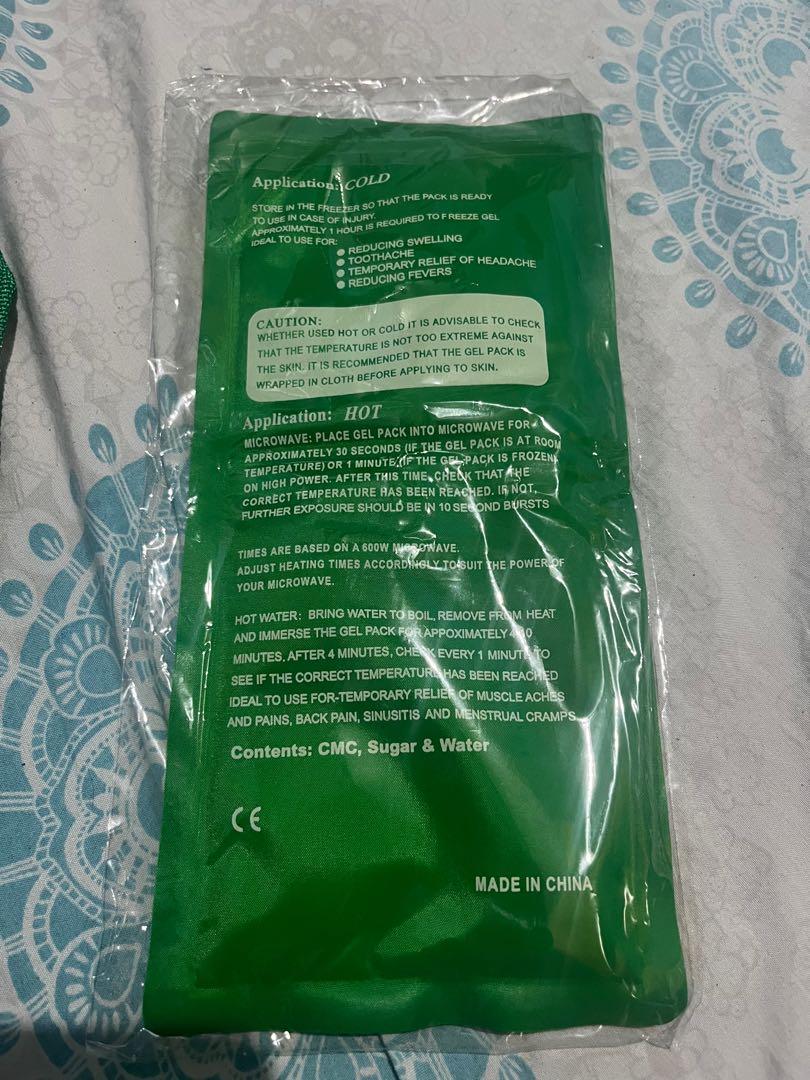 Application: COLD
STORE IN THE FREEZER SO THAT THE PACK IS READY
TO USE IN CASE OF INJURY.
APPROXIMATELY 1 HOUR IS REQUIRED TO FREEZE GEL
IDEAL TO USE FOR:
● REDUCING SWELLING
● TOOTHACHE
● TEMPORARY RELIEF OF HEADACHE
● REDUCING FEVERS
CAUTION:
WHETHER USED HOT OR COLD IT IS ADVISABLE TO CHECK
THAT THE TEMPERATURE IS NOT TOO EXTREME AGAINST
THE SKIN. IT IS RECOMMENDED THAT THE GEL PACK IS
WRAPPED IN CLOTH BEFORE APPLYING TO SKIN.
Application: HOT
MICROWAVE: PLACE GEL PACK INTO MICROWAVE FOR
APPROXIMATELY 30 SECONDS (IF THE GEL PACK IS AT ROOM
TEMPERATURE) OR 1 MINUTE (IF THE GEL PACK IS FROZEN)
ON HIGH POWER. AFTER THIS TIME, CHECK THAT THE
CORRECT TEMPERATURE HAS BEEN REACHED. IF NOT,
FURTHER EXPOSURE SHOULD BE IN 10 SECOND BURSTS
TIMES ARE BASED ON A 600W MICROWAVE.
ADJUST HEATING TIMES ACCORDINGLY TO SUIT THE POWER OF
YOUR MICROWAVE.
HOT WATER: BRING WATER TO BOIL, REMOVE FROM HEAT
AND IMMERSE THE GEL PACK FOR APPOXIMATELY 4-10
MINUTES. AFTER 4 MINUTES, CHECK EVERY 1 MINUTE TO
SEE IF THE CORRECT TEMPERATURE HAS BEEN REACHED
IDEAL TO USE FOR-TEMPORARY RELIEF OF MUSCLE ACHES
AND PAINS, BACK PAIN, SINUSITIS AND MENSTRUAL CRAMPS
Contents: CMC, Sugar & Water
CE
MADE IN CHINA